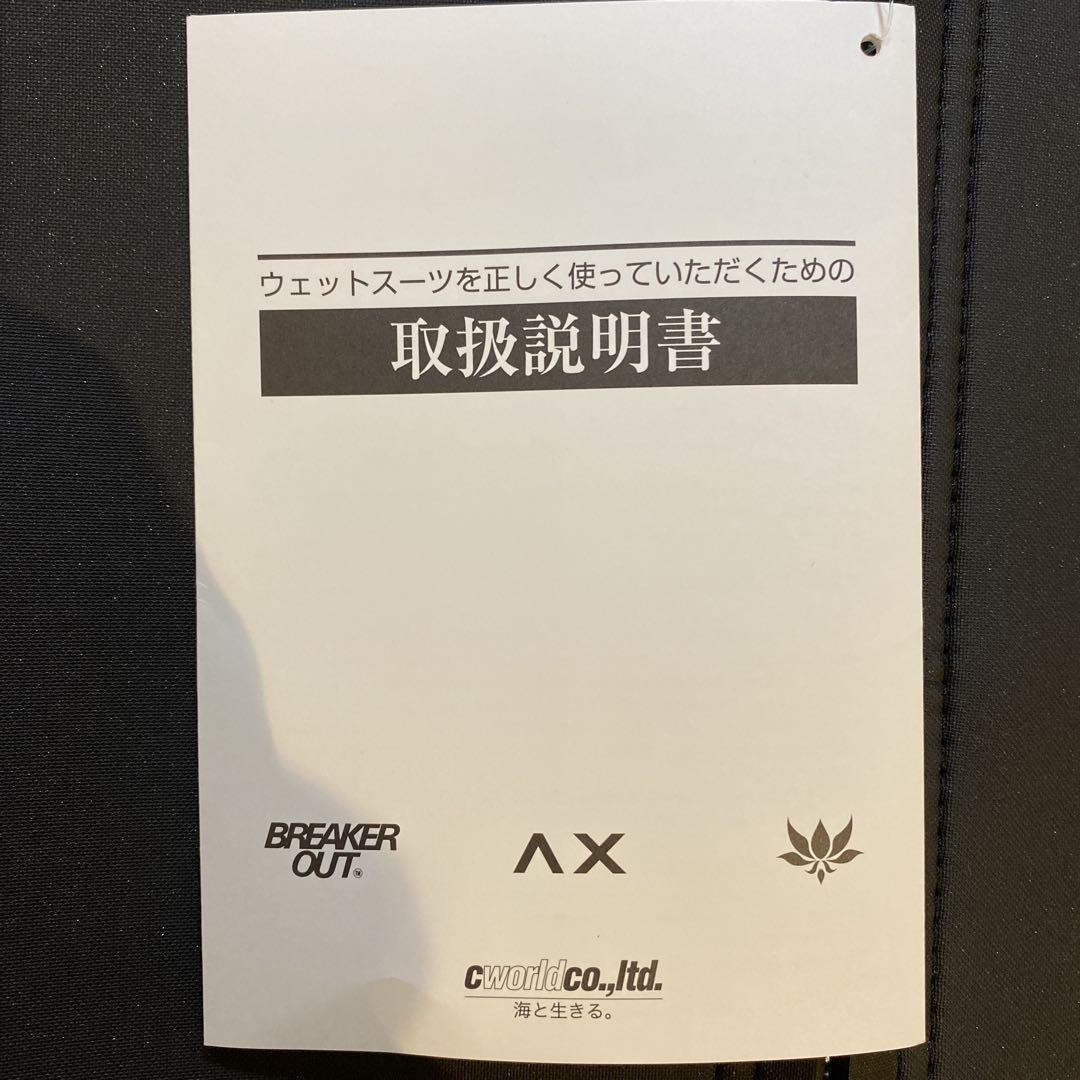 ウェットスーツを正しく使っていただくための
取扱説明書
BREAKER
OUT™
ΛX
cworldco.,ltd.
海と生きる。